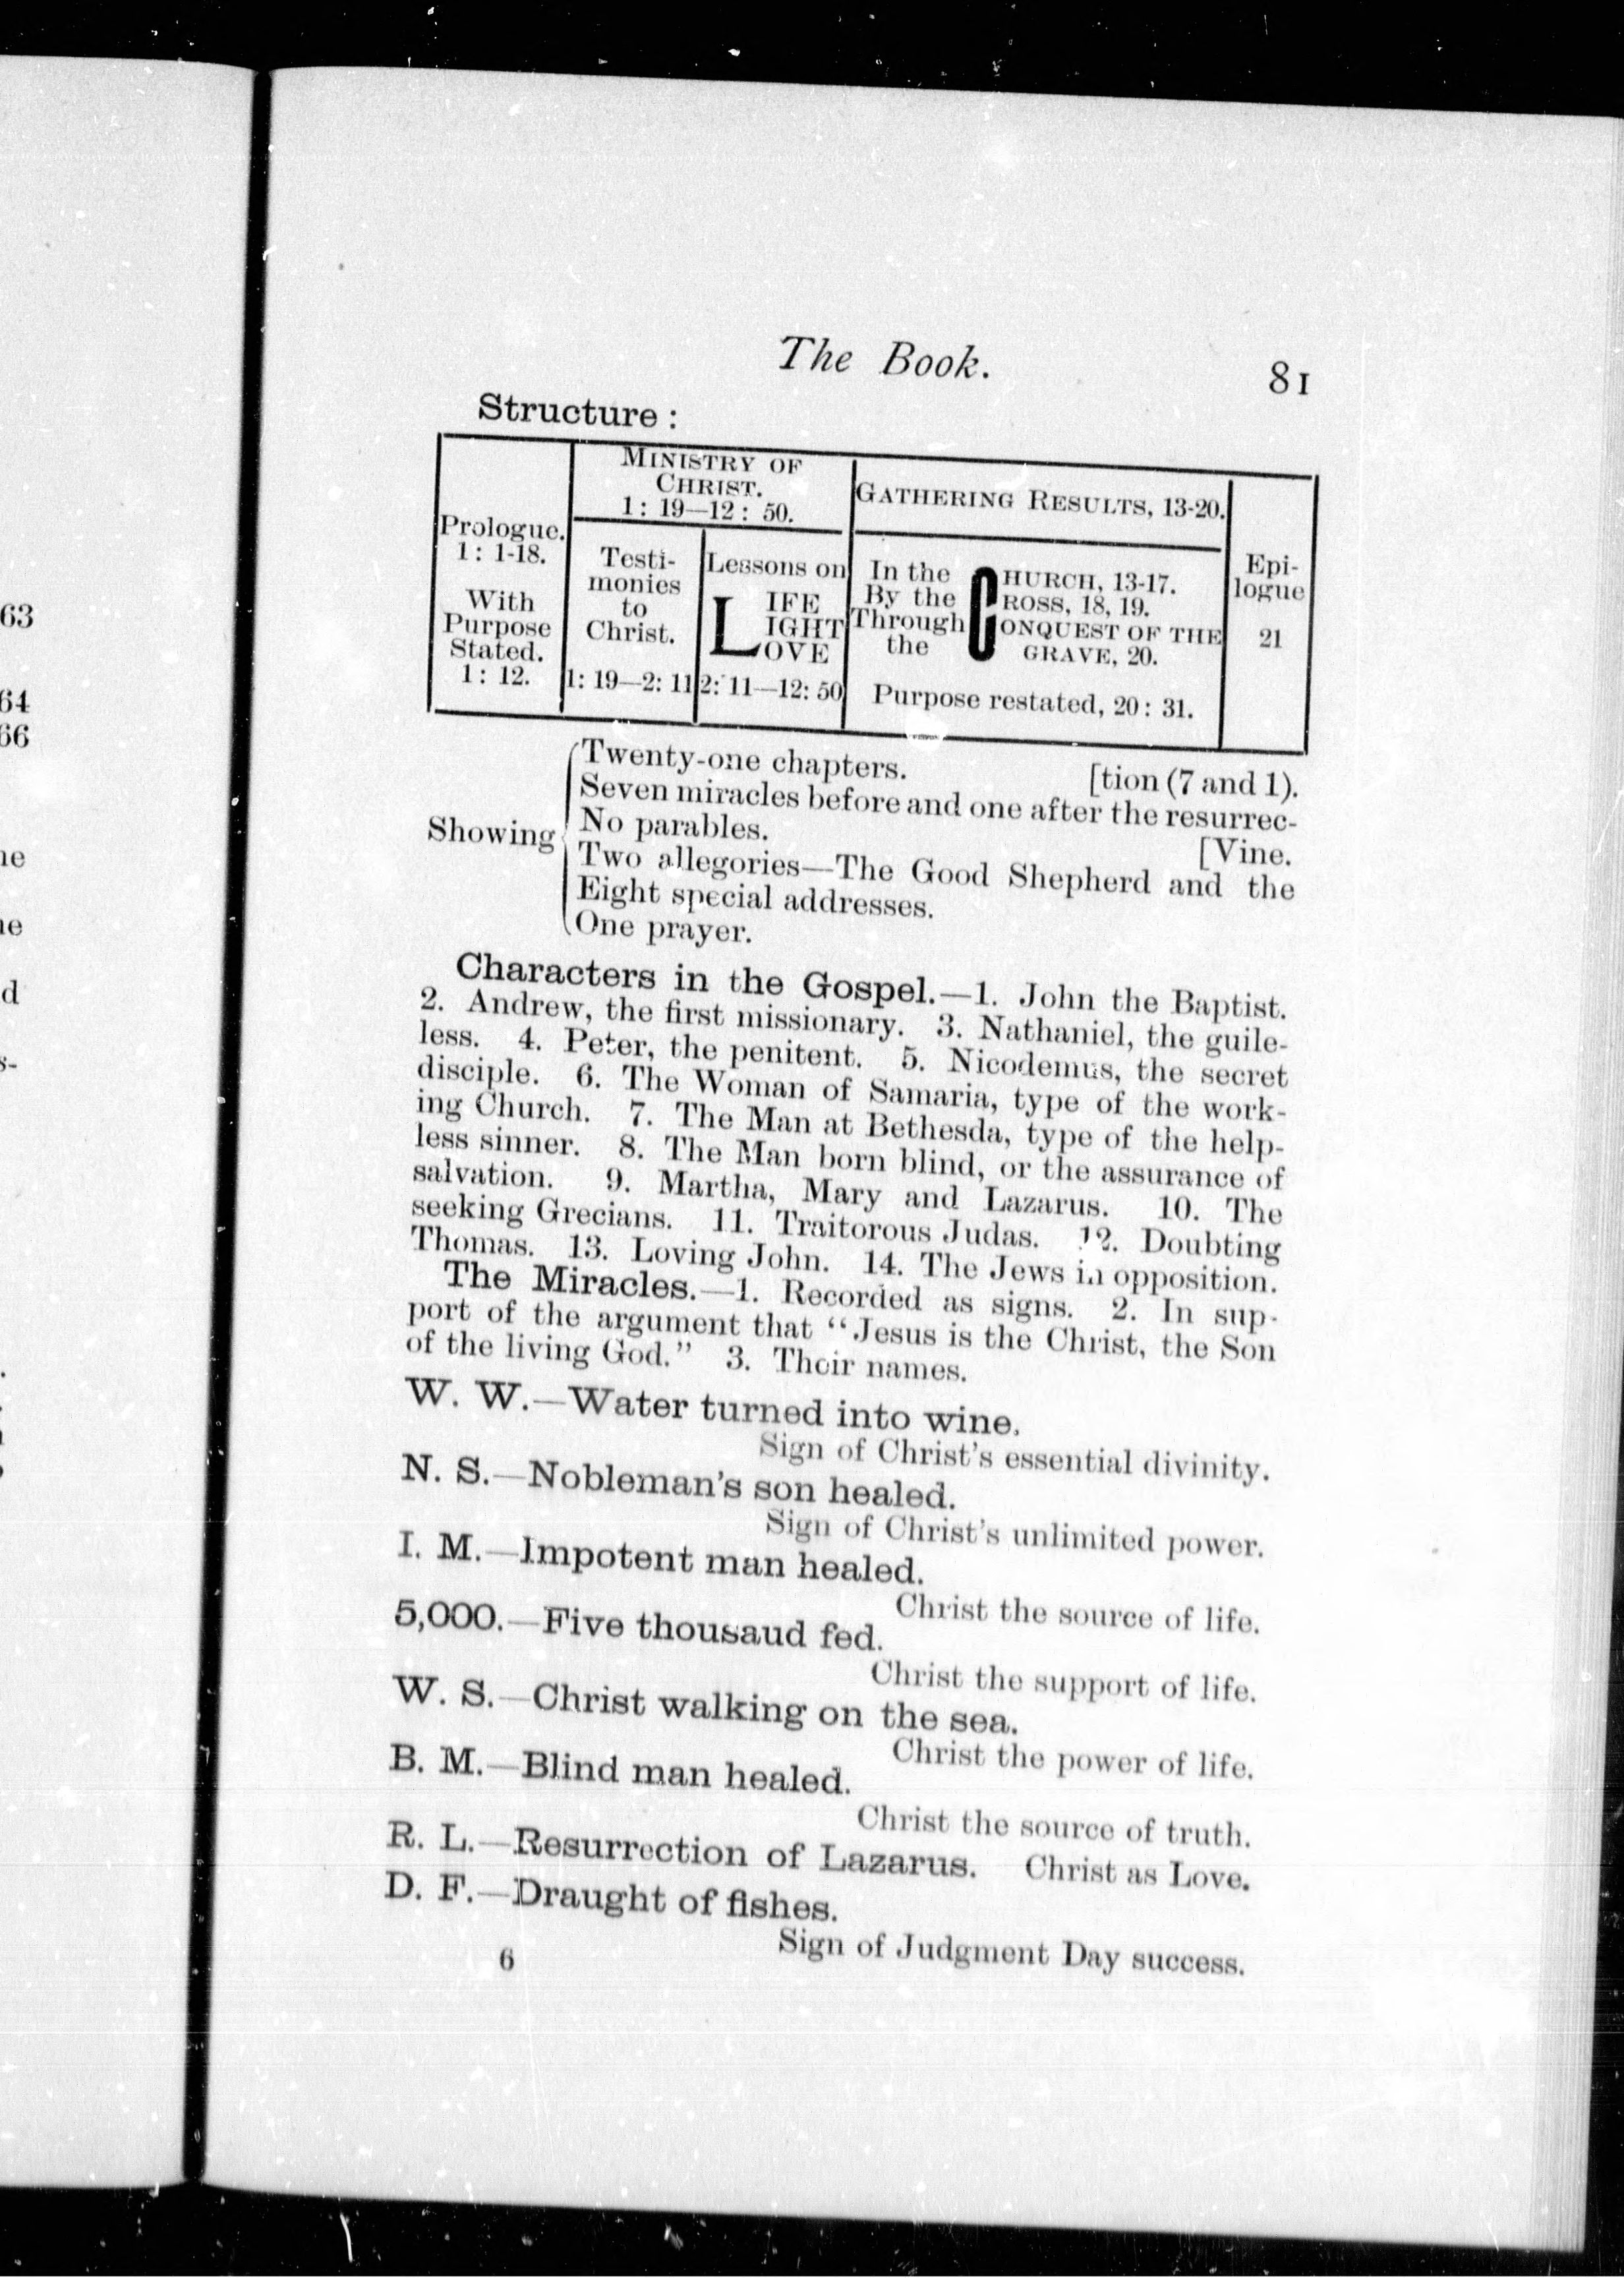 63
64
66
The Book.
81
Structure :
Prologue.
1 : 1-18.
With
Purpose
Stated.
1 : 12.
MINISTRY OF
CHRIST.
1 : 19—12 : 50.
Testi-
monies
to
Christ.
1: 19—2: 11
Lessons on
LIFE
IGHT
OVE
2: 11—12: 50
GATHERING RESULTS, 13-20.
In the CHURCH, 13-17.
By the ROSS, 18, 19.
Through ONQUEST OF THE
the GRAVE, 20.
Purpose restated, 20 : 31.
Epi-
logue
21
Showing
Twenty-one chapters. [tion (7 and 1).
Seven miracles before and one after the resurrec-
No parables. [Vine.
Two allegories—The Good Shepherd and the
Eight special addresses.
One prayer.
Characters in the Gospel.—1. John the Baptist.
2. Andrew, the first missionary. 3. Nathaniel, the guile-
less. 4. Peter, the penitent. 5. Nicodemus, the secret
disciple. 6. The Woman of Samaria, type of the work-
ing Church. 7. The Man at Bethesda, type of the help-
less sinner. 8. The Man born blind, or the assurance of
salvation. 9. Martha, Mary and Lazarus. 10. The
seeking Grecians. 11. Traitorous Judas. 12. Doubting
Thomas. 13. Loving John. 14. The Jews in opposition.
The Miracles.—1. Recorded as signs. 2. In sup-
port of the argument that “Jesus is the Christ, the Son
of the living God.” 3. Their names.
W. W.—Water turned into wine.
Sign of Christ's essential divinity.
N. S.—Nobleman's son healed.
Sign of Christ's unlimited power.
I. M.—Impotent man healed.
Christ the source of life.
5,000.—Five thousaud fed.
Christ the support of life.
W. S.—Christ walking on the sea.
Christ the power of life.
B. M.—Blind man healed.
Christ the source of truth.
R. L.—Resurrection of Lazarus. Christ as Love.
D. F.—Draught of fishes.
Sign of Judgment Day success.
6